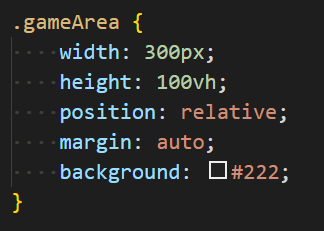 .gameArea {
    width: 300px;
    height: 100vh;
    position: relative;
    margin: auto;
    background: #222;
}